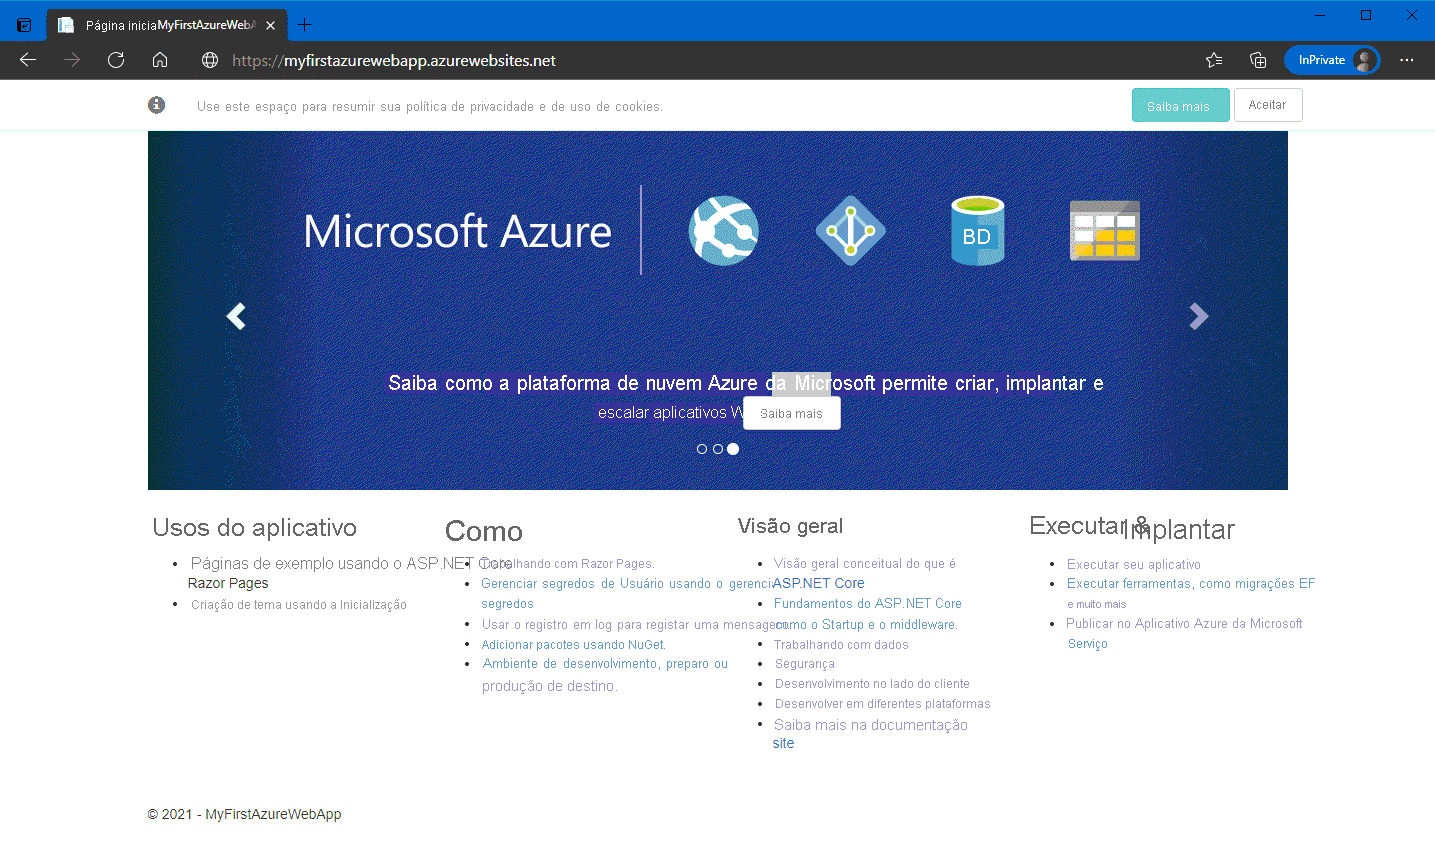 Página iniciaMyFirstAzureWebA
https://myfirstazurewebapp.azurewebsites.net
InPrivate
Use este espaço para resumir sua política de privacidade e de uso de cookies.
Saiba mais
Aceitar
Microsoft Azure
BD
Saiba como a plataforma de nuvem Azure da Microsoft permite criar, implantar e
escalar aplicativos W
Saiba mais
Usos do aplicativo
Páginas de exemplo usando o ASP.NET Core
Razor Pages
Criação de tema usando a Inicialização
Como
Trabalhando com Razor Pages.
Gerenciar segredos de Usuário usando o gerenci
segredos
Usar o registro em log para registar uma mensagem.
Adicionar pacotes usando NuGet.
Ambiente de desenvolvimento, preparo ou
produção de destino.
Visão geral
Visão geral conceitual do que é
ASP.NET Core
Fundamentos do ASP.NET Core
como o Startup e o middleware.
Trabalhando com dados
Segurança
Desenvolvimento no lado do cliente
Desenvolver em diferentes plataformas
Saiba mais na documentação
site
Executar & Implantar
Executar seu aplicativo
Executar ferramentas, como migrações EF
e muito mais
Publicar no Aplicativo Azure da Microsoft
Serviço
© 2021 - MyFirstAzureWebApp